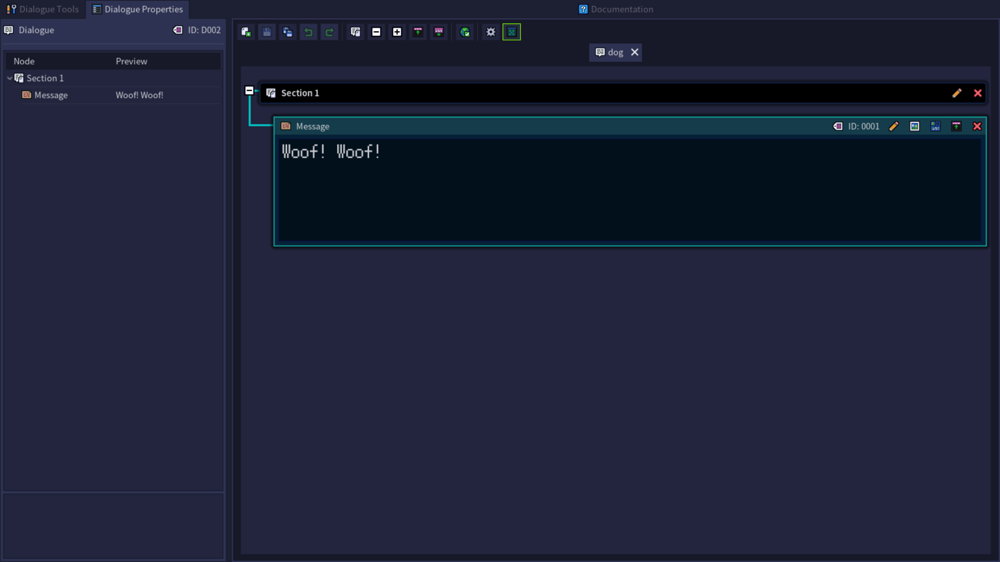 Dialogue Tools
Dialogue Properties
Documentation
Dialogue
ID: D002
dog
Node Preview
Section 1
Message Woof! Woof!
Section 1
Message
ID: 0001
Woof! Woof!